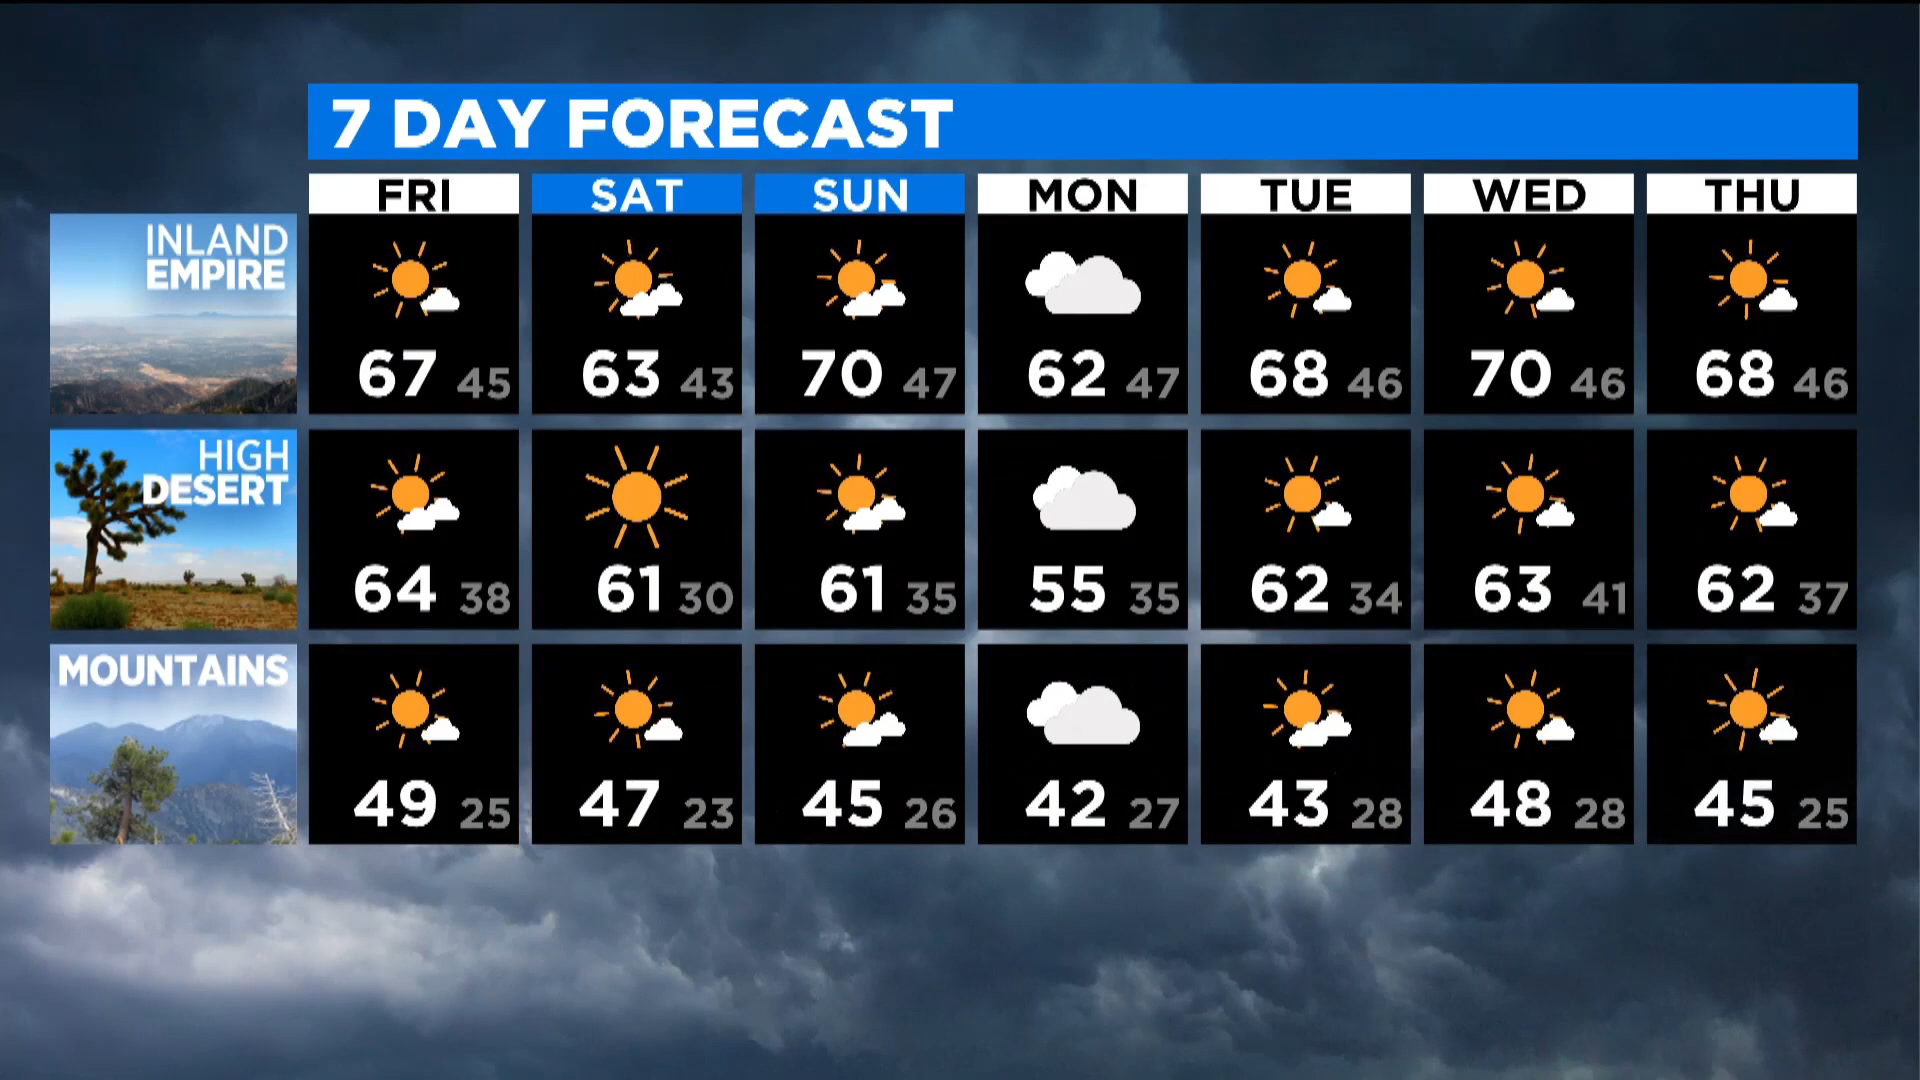 7 DAY FORECAST
FRI SAT SUN MON TUE WED THU
INLAND
EMPIRE
67 45 63 43 70 47 62 47 68 46 70 46 68 46
HIGH
DESERT
64 38 61 30 61 35 55 35 62 34 63 41 62 37
MOUNTAINS
49 25 47 23 45 26 42 27 43 28 48 28 45 25